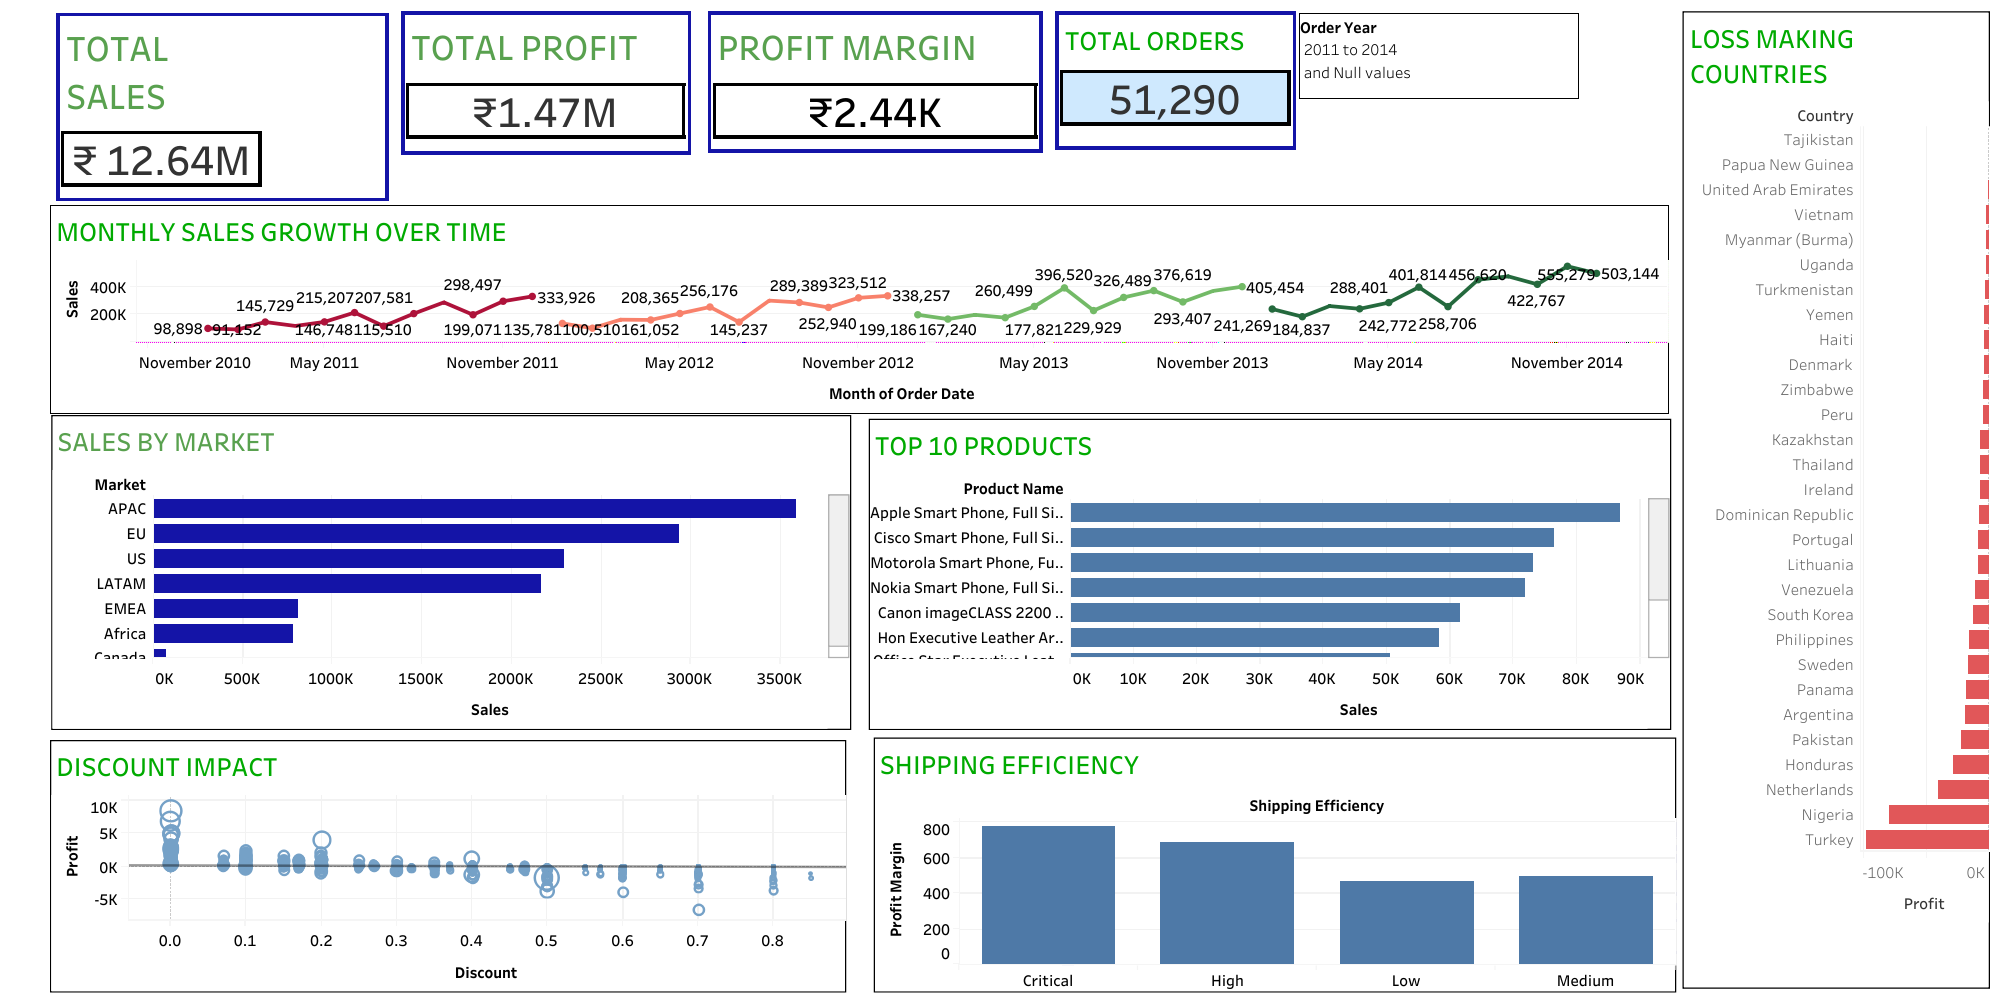 TOTAL
SALES
₹ 12.64M
TOTAL PROFIT
₹1.47M
PROFIT MARGIN
₹2.44K
TOTAL ORDERS
51,290
Order Year
2011 to 2014
and Null values
MONTHLY SALES GROWTH OVER TIME
Sales
400K
200K
98,898
91,152
145,729
215,207
146,748
207,581
115,510
298,497
199,071
333,926
135,781
100,510
208,365
161,052
256,176
145,237
289,389
252,940
323,512
338,257
199,186
167,240
260,499
177,821
396,520
229,929
326,489
376,619
293,407
241,269
405,454
184,837
288,401
242,772
401,814
258,706
456,620
422,767
555,279
503,144
November 2010
May 2011
November 2011
May 2012
November 2012
May 2013
November 2013
May 2014
November 2014
Month of Order Date
SALES BY MARKET
Market
APAC
EU
US
LATAM
EMEA
Africa
Canada
0K
500K
1000K
1500K
2000K
2500K
3000K
3500K
Sales
TOP 10 PRODUCTS
Product Name
Apple Smart Phone, Full Si..
Cisco Smart Phone, Full Si..
Motorola Smart Phone, Fu..
Nokia Smart Phone, Full Si..
Canon imageCLASS 2200 ..
Hon Executive Leather Ar..
Office Star Executive Leat..
0K
10K
20K
30K
40K
50K
60K
70K
80K
90K
Sales
DISCOUNT IMPACT
Profit
10K
5K
0K
-5K
0.0
0.1
0.2
0.3
0.4
0.5
0.6
0.7
0.8
Discount
SHIPPING EFFICIENCY
Shipping Efficiency
Profit Margin
800
600
400
200
0
Critical
High
Low
Medium
LOSS MAKING
COUNTRIES
Country
Tajikistan
Papua New Guinea
United Arab Emirates
Vietnam
Myanmar (Burma)
Uganda
Turkmenistan
Yemen
Haiti
Denmark
Zimbabwe
Peru
Kazakhstan
Thailand
Ireland
Dominican Republic
Portugal
Lithuania
Venezuela
South Korea
Philippines
Sweden
Panama
Argentina
Pakistan
Honduras
Netherlands
Nigeria
Turkey
-100K
0K
Profit